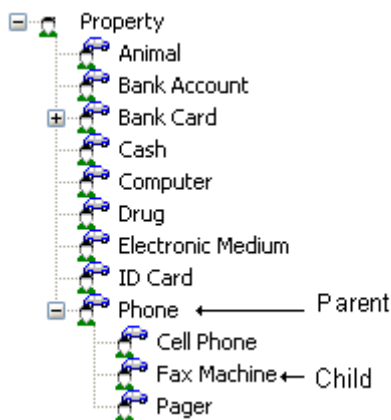 Property
Animal
Bank Account
Bank Card
Cash
Computer
Drug
Electronic Medium
ID Card
Phone Parent
Cell Phone
Fax Machine Child
Pager